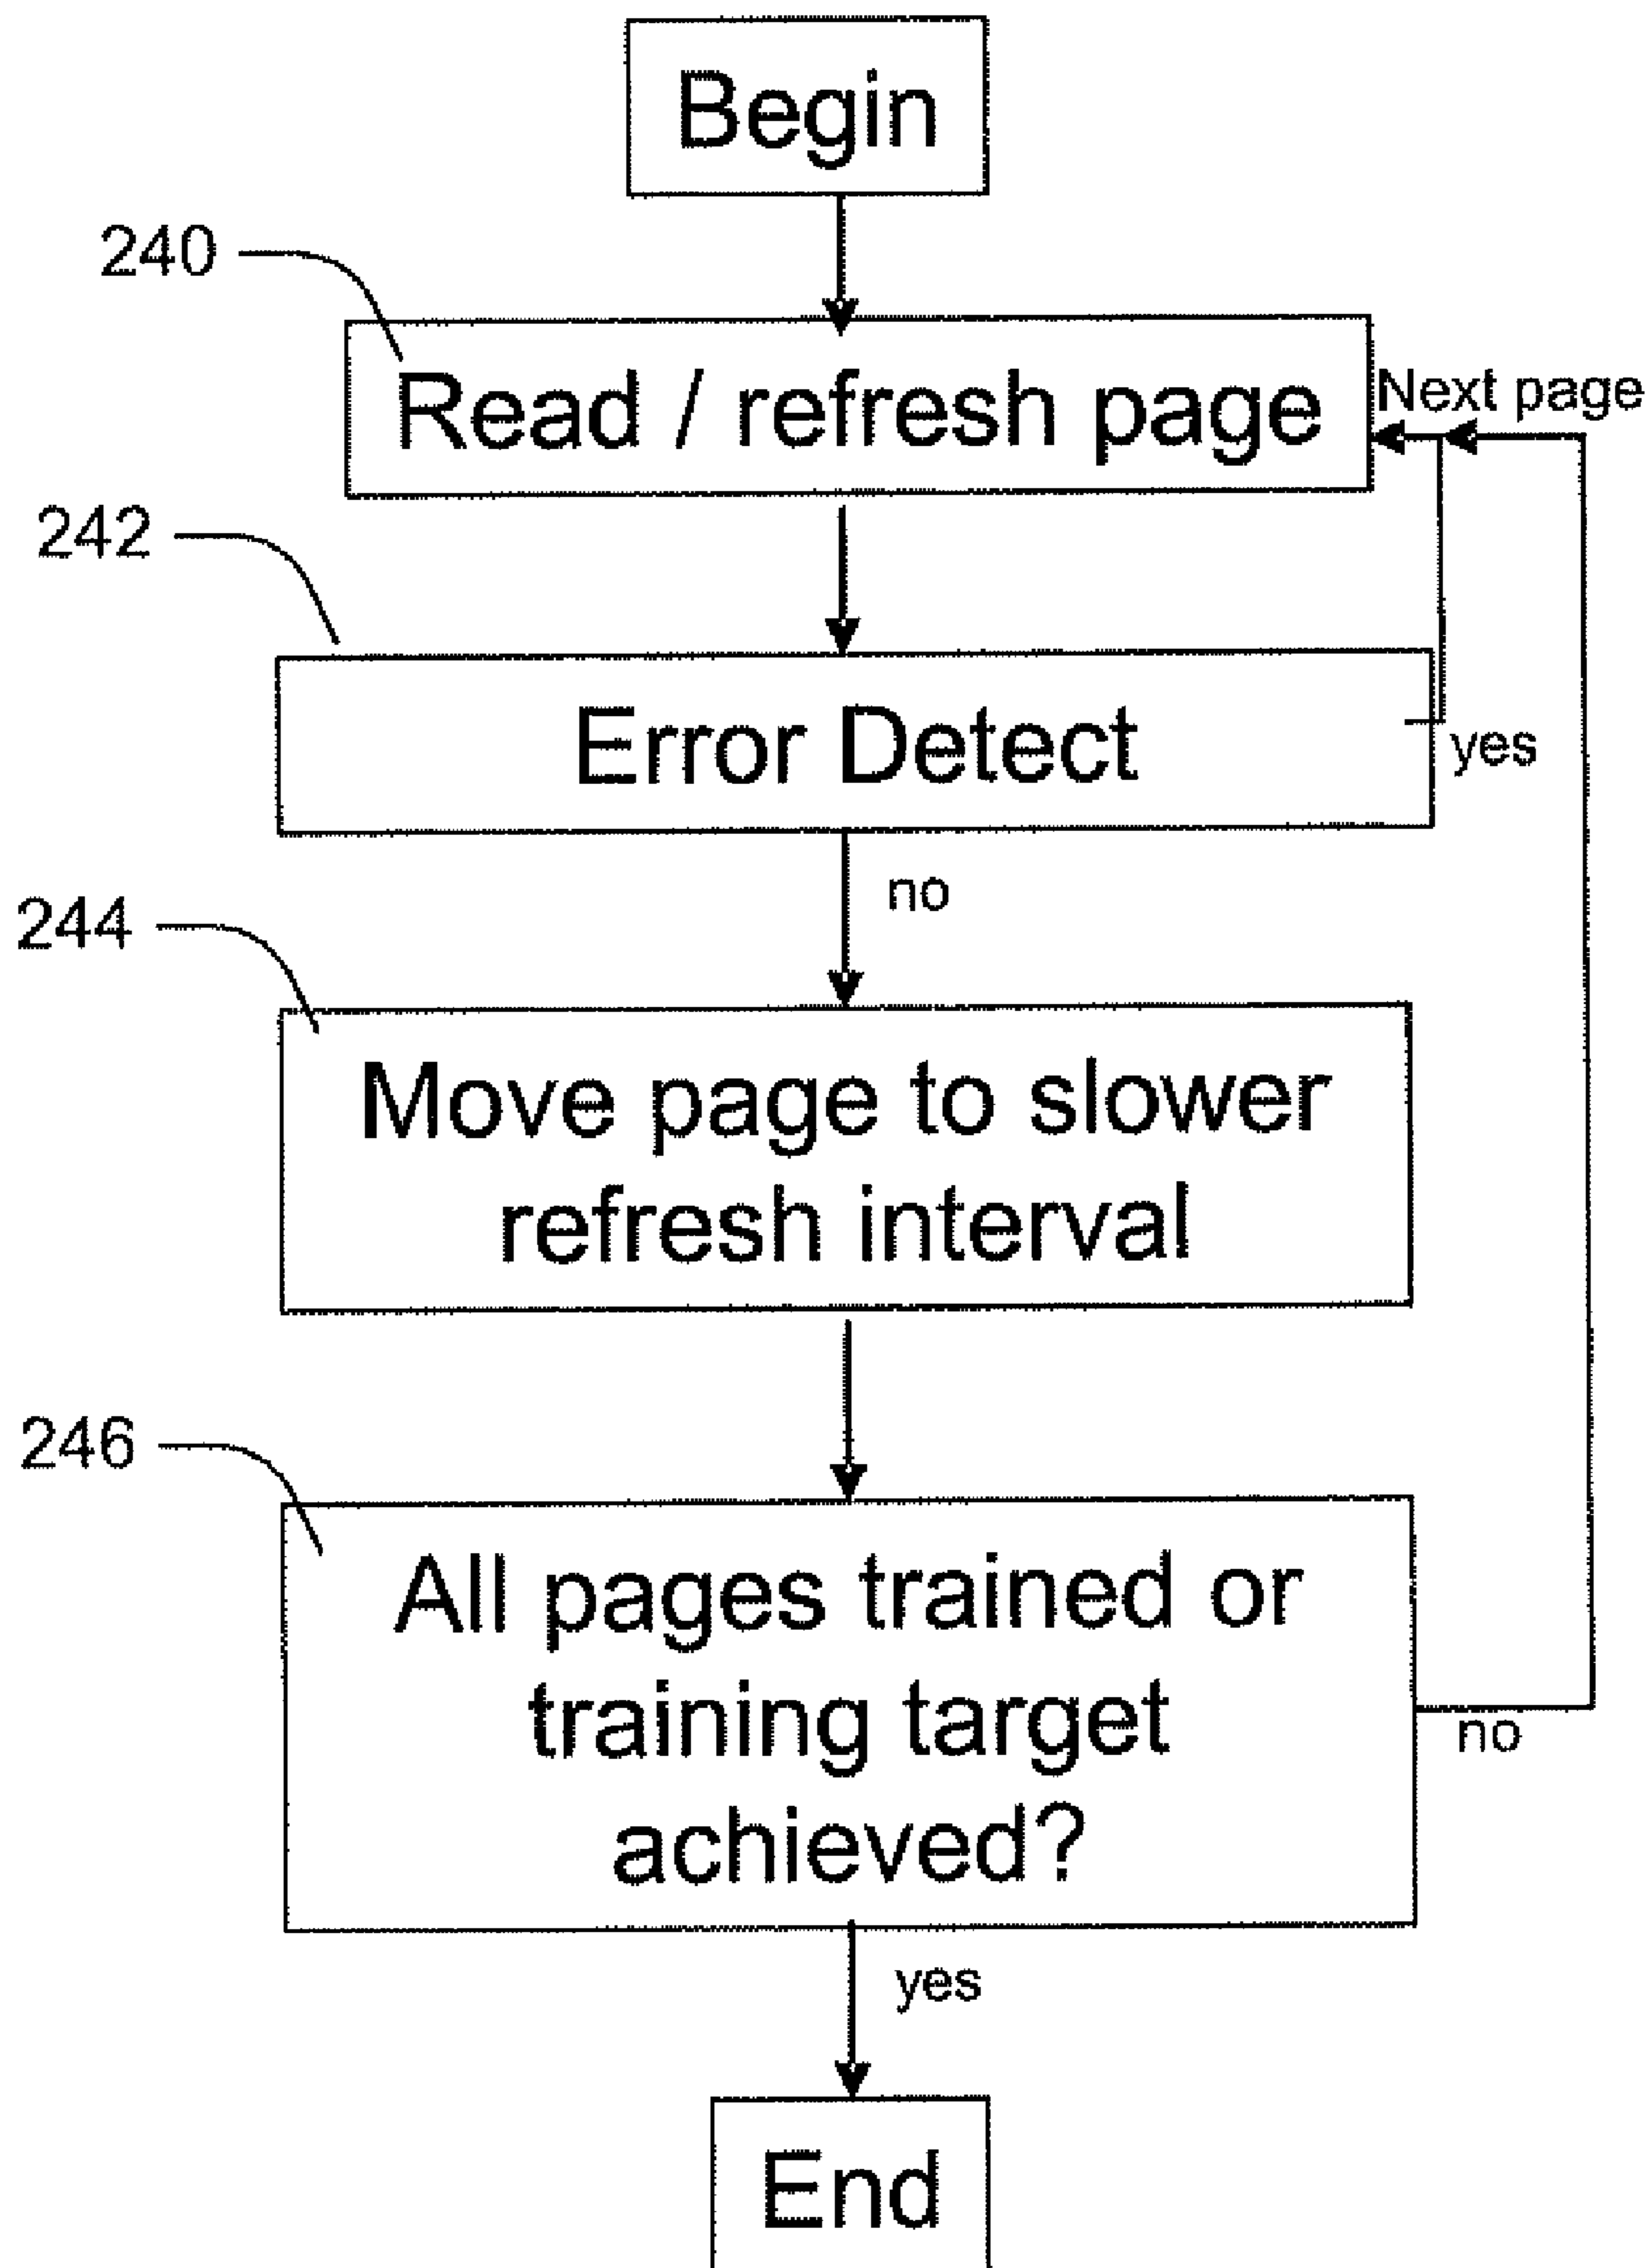 Begin
240
Read / refresh page
Next page
242
Error Detect
yes
no
244
Move page to slower
refresh interval
246
All pages trained or
training target
achieved?
no
yes
End